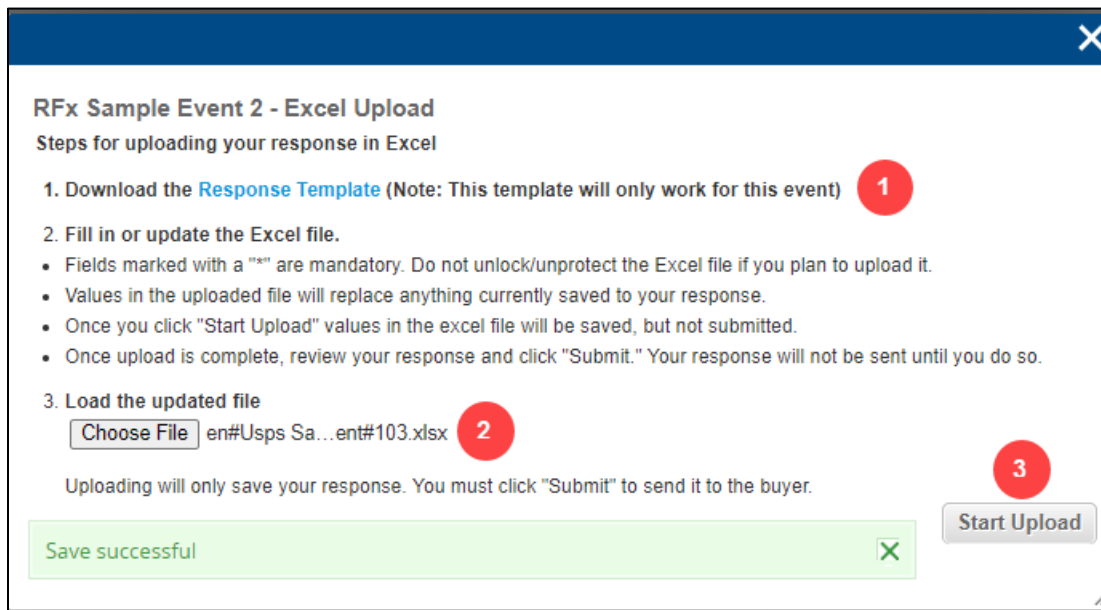 RFx Sample Event 2 - Excel Upload
Steps for uploading your response in Excel
1. Download the Response Template (Note: This template will only work for this event) 1
2. Fill in or update the Excel file.
• Fields marked with a "*" are mandatory. Do not unlock/unprotect the Excel file if you plan to upload it.
• Values in the uploaded file will replace anything currently saved to your response.
• Once you click "Start Upload" values in the excel file will be saved, but not submitted.
• Once upload is complete, review your response and click "Submit." Your response will not be sent until you do so.
3. Load the updated file
Choose File en#Usps Sa...ent#103.xlsx 2
Uploading will only save your response. You must click "Submit" to send it to the buyer.
3
Start Upload
Save successful